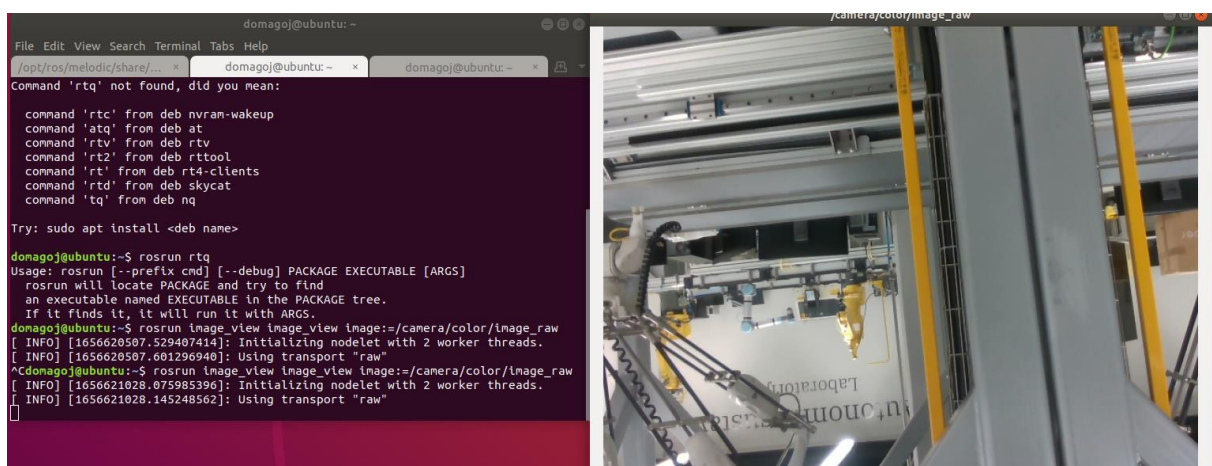 domagoj@ubuntu: ~
File Edit View Search Terminal Tabs Help
/opt/ros/melodic/share/... × domagoj@ubuntu: ~ × domagoj@ubuntu: ~ ×
Command 'rtq' not found, did you mean:
command 'rtc' from deb nvram-wakeup
command 'atq' from deb at
command 'rtv' from deb rtv
command 'rt2' from deb rttool
command 'rt' from deb rt4-clients
command 'rtd' from deb skycat
command 'tq' from deb nq
Try: sudo apt install <deb name>
domagoj@ubuntu:~$ rosrun rtq
Usage: rosrun [--prefix cmd] [--debug] PACKAGE EXECUTABLE [ARGS]
rosrun will locate PACKAGE and try to find
an executable named EXECUTABLE in the PACKAGE tree.
If it finds it, it will run it with ARGS.
domagoj@ubuntu:~$ rosrun image_view image_view image:=/camera/color/image_raw
[ INFO] [1656620507.529407414]: Initializing nodelet with 2 worker threads.
[ INFO] [1656620507.601296940]: Using transport "raw"
^Cdomagoj@ubuntu:~$ rosrun image_view image_view image:=/camera/color/image_raw
[ INFO] [1656621028.075985396]: Initializing nodelet with 2 worker threads.
[ INFO] [1656621028.145248562]: Using transport "raw"
/camera/color/image_raw
Laboratory